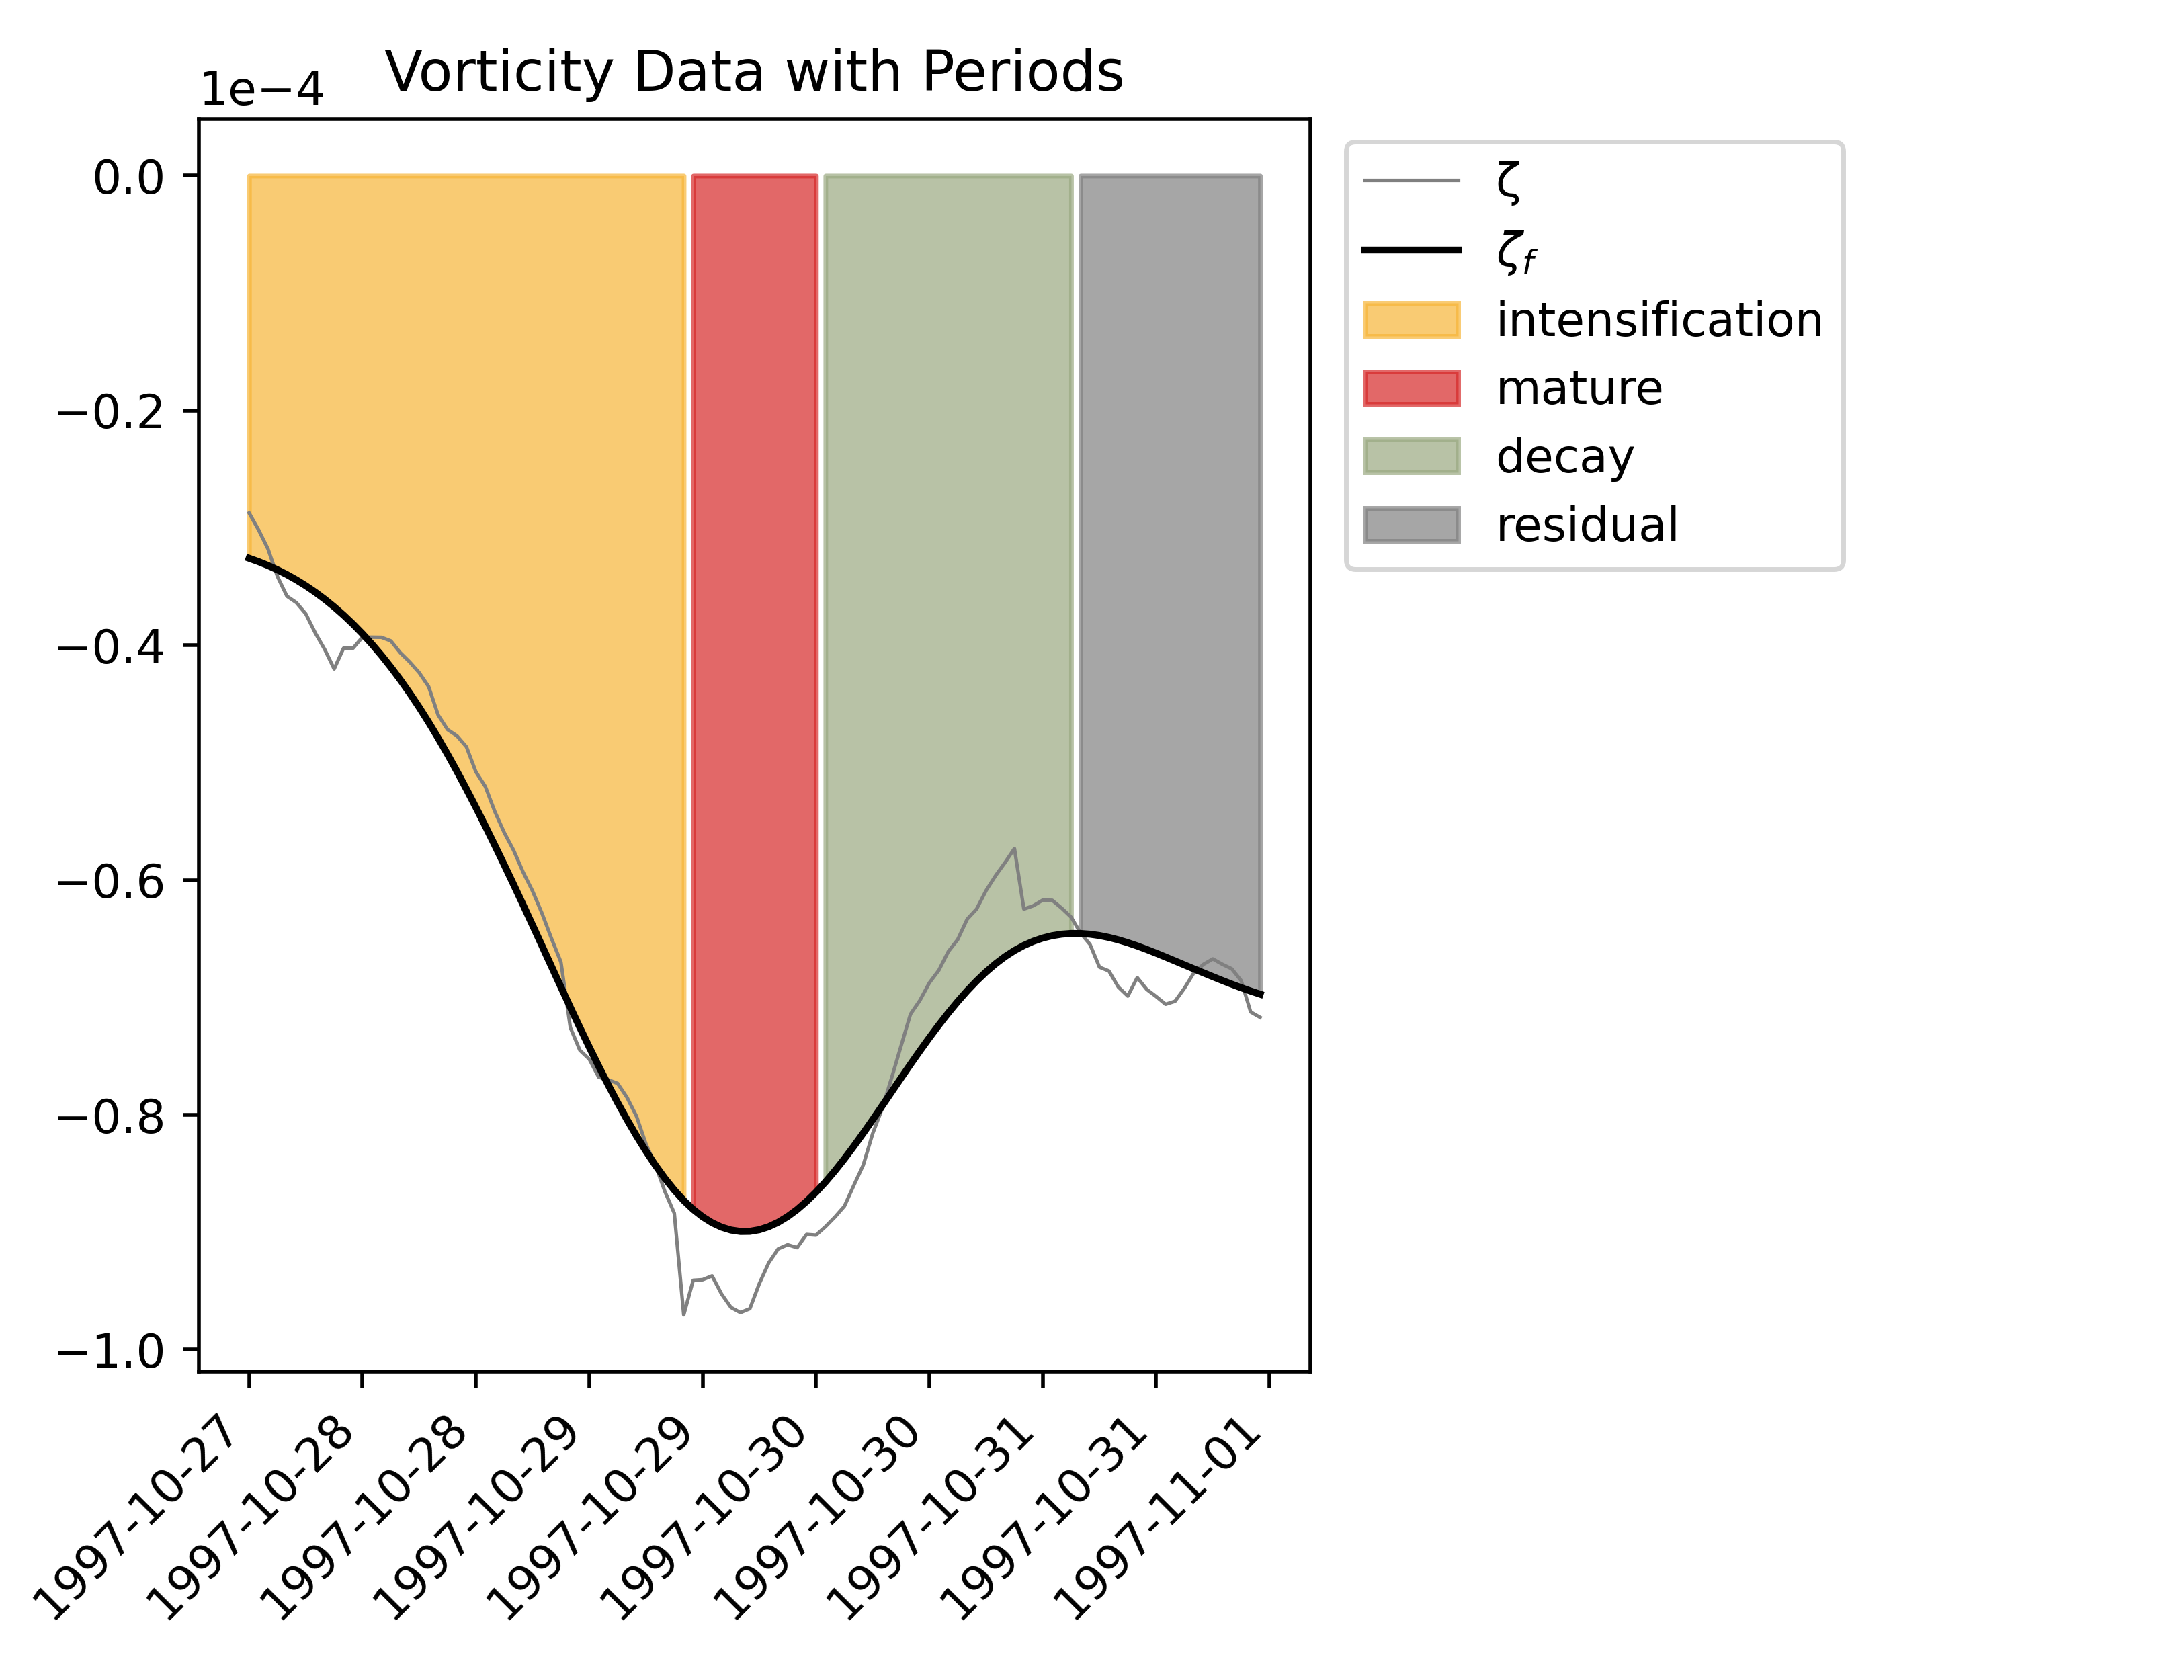 Vorticity Data with Periods
1e−4
0.0
−0.2
−0.4
−0.6
−0.8
−1.0
1997-10-27
1997-10-28
1997-10-28
1997-10-29
1997-10-29
1997-10-30
1997-10-30
1997-10-31
1997-10-31
1997-11-01
ζ
ζf
intensification
mature
decay
residual